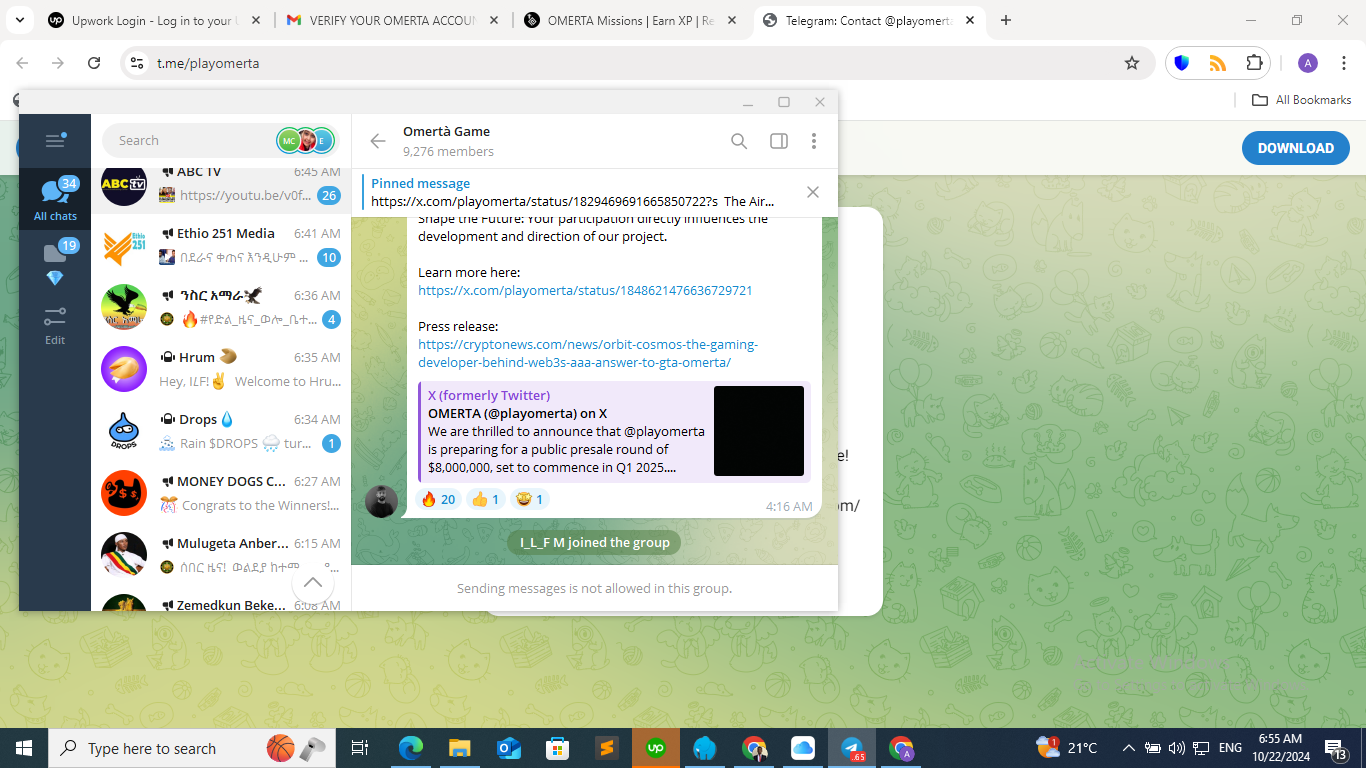 Upwork Login - Log in to your U
VERIFY YOUR OMERTA ACCOUN
OMERTA Missions | Earn XP | Re
Telegram: Contact @playomerta
t.me/playomerta
A
All Bookmarks
DOWNLOAD
Search
MC
E
Omertà Game
9,276 members
Pinned message
https://x.com/playomerta/status/1829469691665850722?s The Air...
34
All chats
19
Edit
ABC TV
6:45 AM
https://youtu.be/v0f...
26
Ethio 251 Media
6:41 AM
በደራና ቀጠና እንዲሁም ...
10
ንስር አማራ🦅
6:36 AM
🔥#የድል_ዜና_ወሎ_ቤተ...
4
Hrum 🥠
6:35 AM
Hey, I𝙸.F!✌ Welcome to Hru...
Drops💧
6:34 AM
Rain $DROPS 🌧 tur...
1
MONEY DOGS C...
6:27 AM
🎊 Congrats to the Winners!...
Mulugeta Anber...
6:15 AM
ሰበር ዜና! ወልዲያ ከተማ
Zemedkun Beke...
6:08 AM
Shape the Future: Your participation directly influences the
development and direction of our project.
Learn more here:
https://x.com/playomerta/status/1848621476636729721
Press release:
https://cryptonews.com/news/orbit-cosmos-the-gaming-
developer-behind-web3s-aaa-answer-to-gta-omerta/
X (formerly Twitter)
OMERTA (@playomerta) on X
We are thrilled to announce that @playomerta
is preparing for a public presale round of
$8,000,000, set to commence in Q1 2025....
🔥 20
👍 1
🤩 1
4:16 AM
I_L_F M joined the group
Sending messages is not allowed in this group.
e!
om/
Type here to search
21°C
ENG
6:55 AM
10/22/2024
13